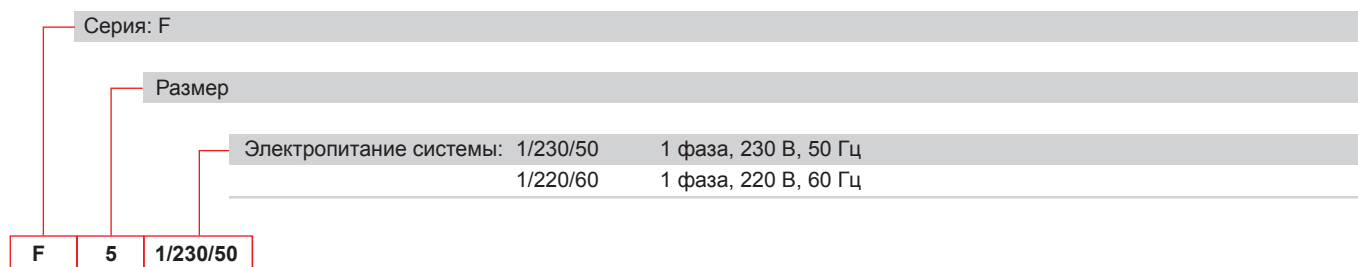 Серия: F
Размер
Электропитание системы: 1/230/50 1 фаза, 230 В, 50 Гц
1/220/60 1 фаза, 220 В, 60 Гц
F 5 1/230/50